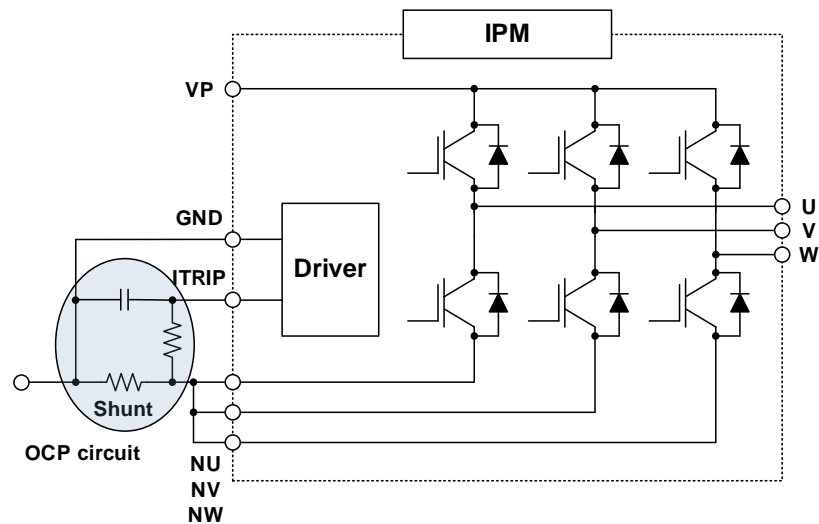 IPM
VP
U
GND
V
W
ITRIP
Driver
Shunt
OCP circuit
NU
NV
NW